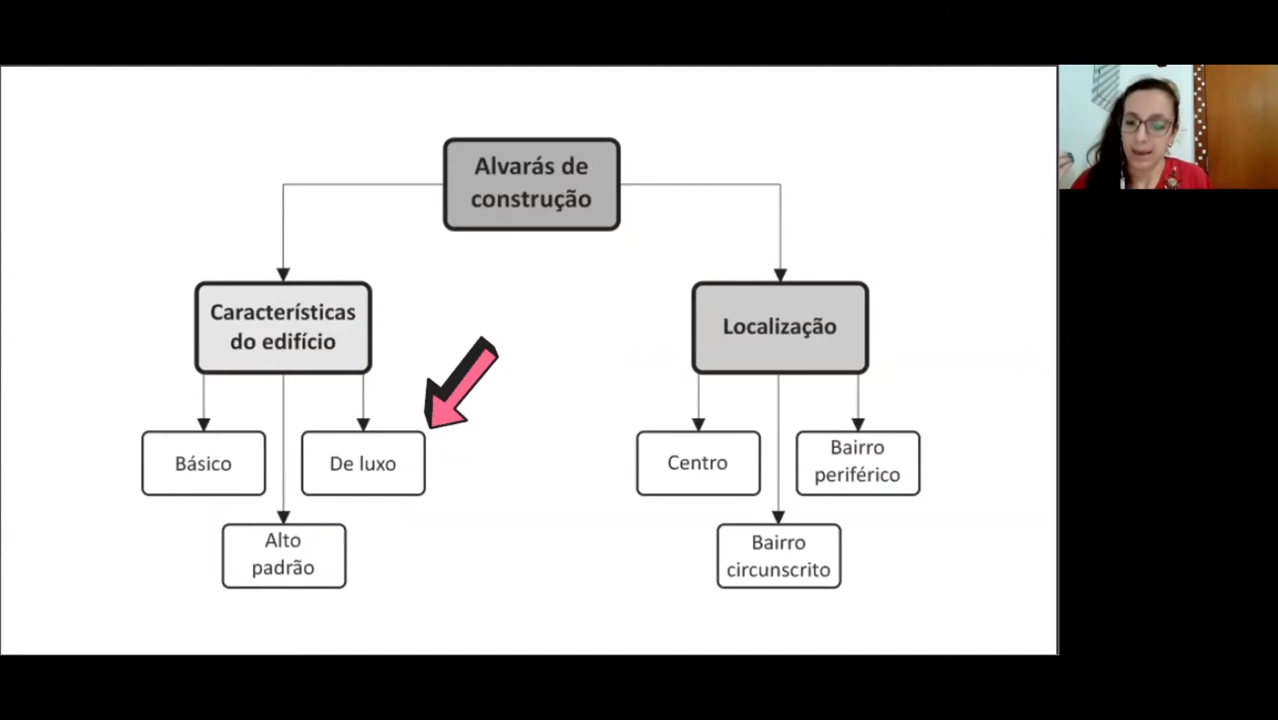 Alvarás de
construção
Características
do edifício
Localização
Básico
De luxo
Alto
padrão
Centro
Bairro
periférico
Bairro
circunscrito